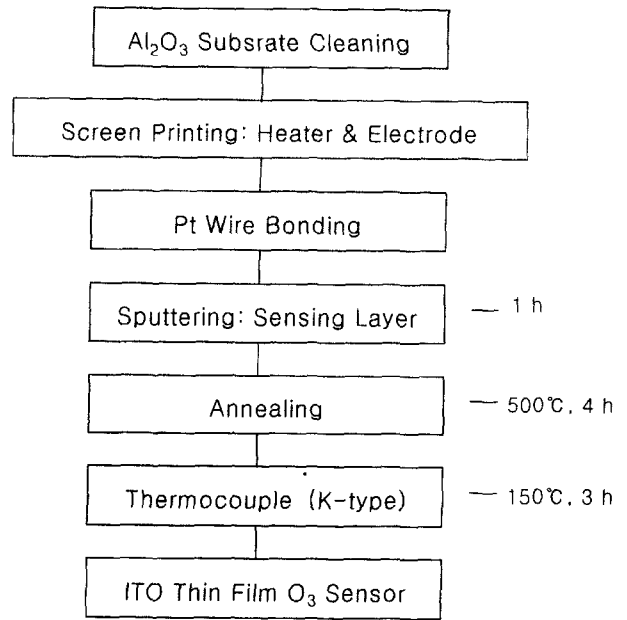 Al₂O₃ Subsrate Cleaning
Screen Printing: Heater & Electrode
Pt Wire Bonding
Sputtering: Sensing Layer — 1 h
Annealing — 500℃, 4 h
Thermocouple (K-type) — 150℃, 3 h
ITO Thin Film O₃ Sensor